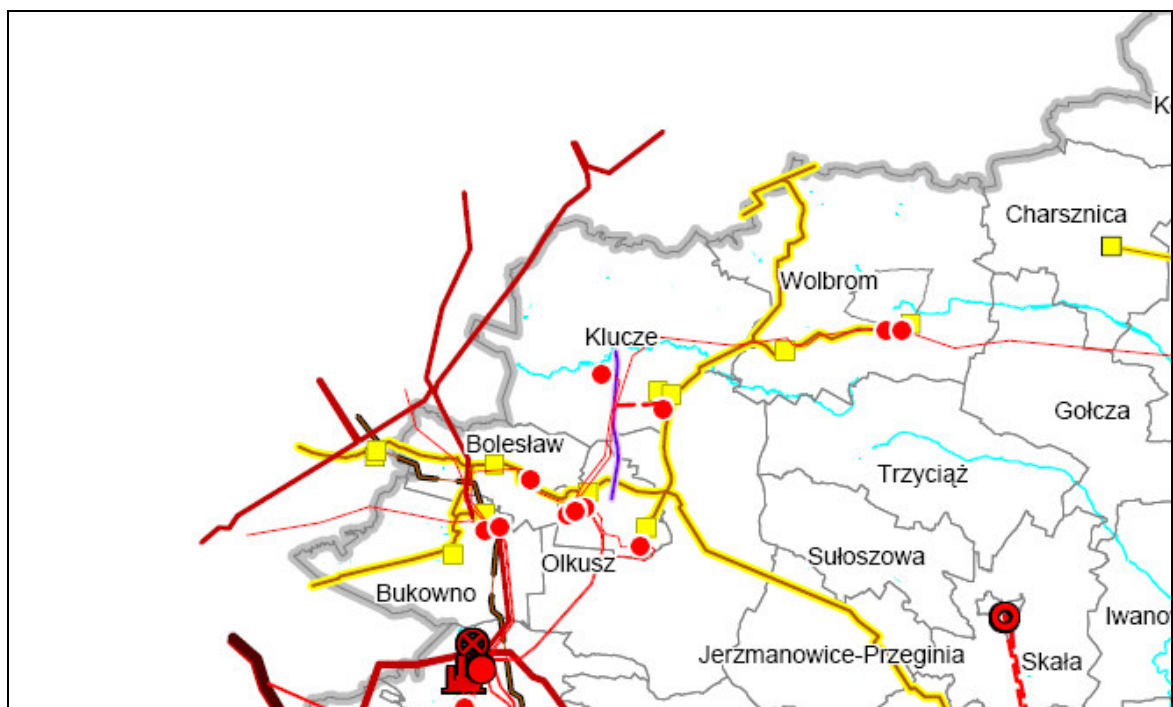 K
Charsznica
Wolbrom
Klucze
Gołcza
Bolesław
Trzyciąż
Sułoszowa
Olkusz
Bukowno
Iwano
Jerzmanowice-Przeginia
Skała